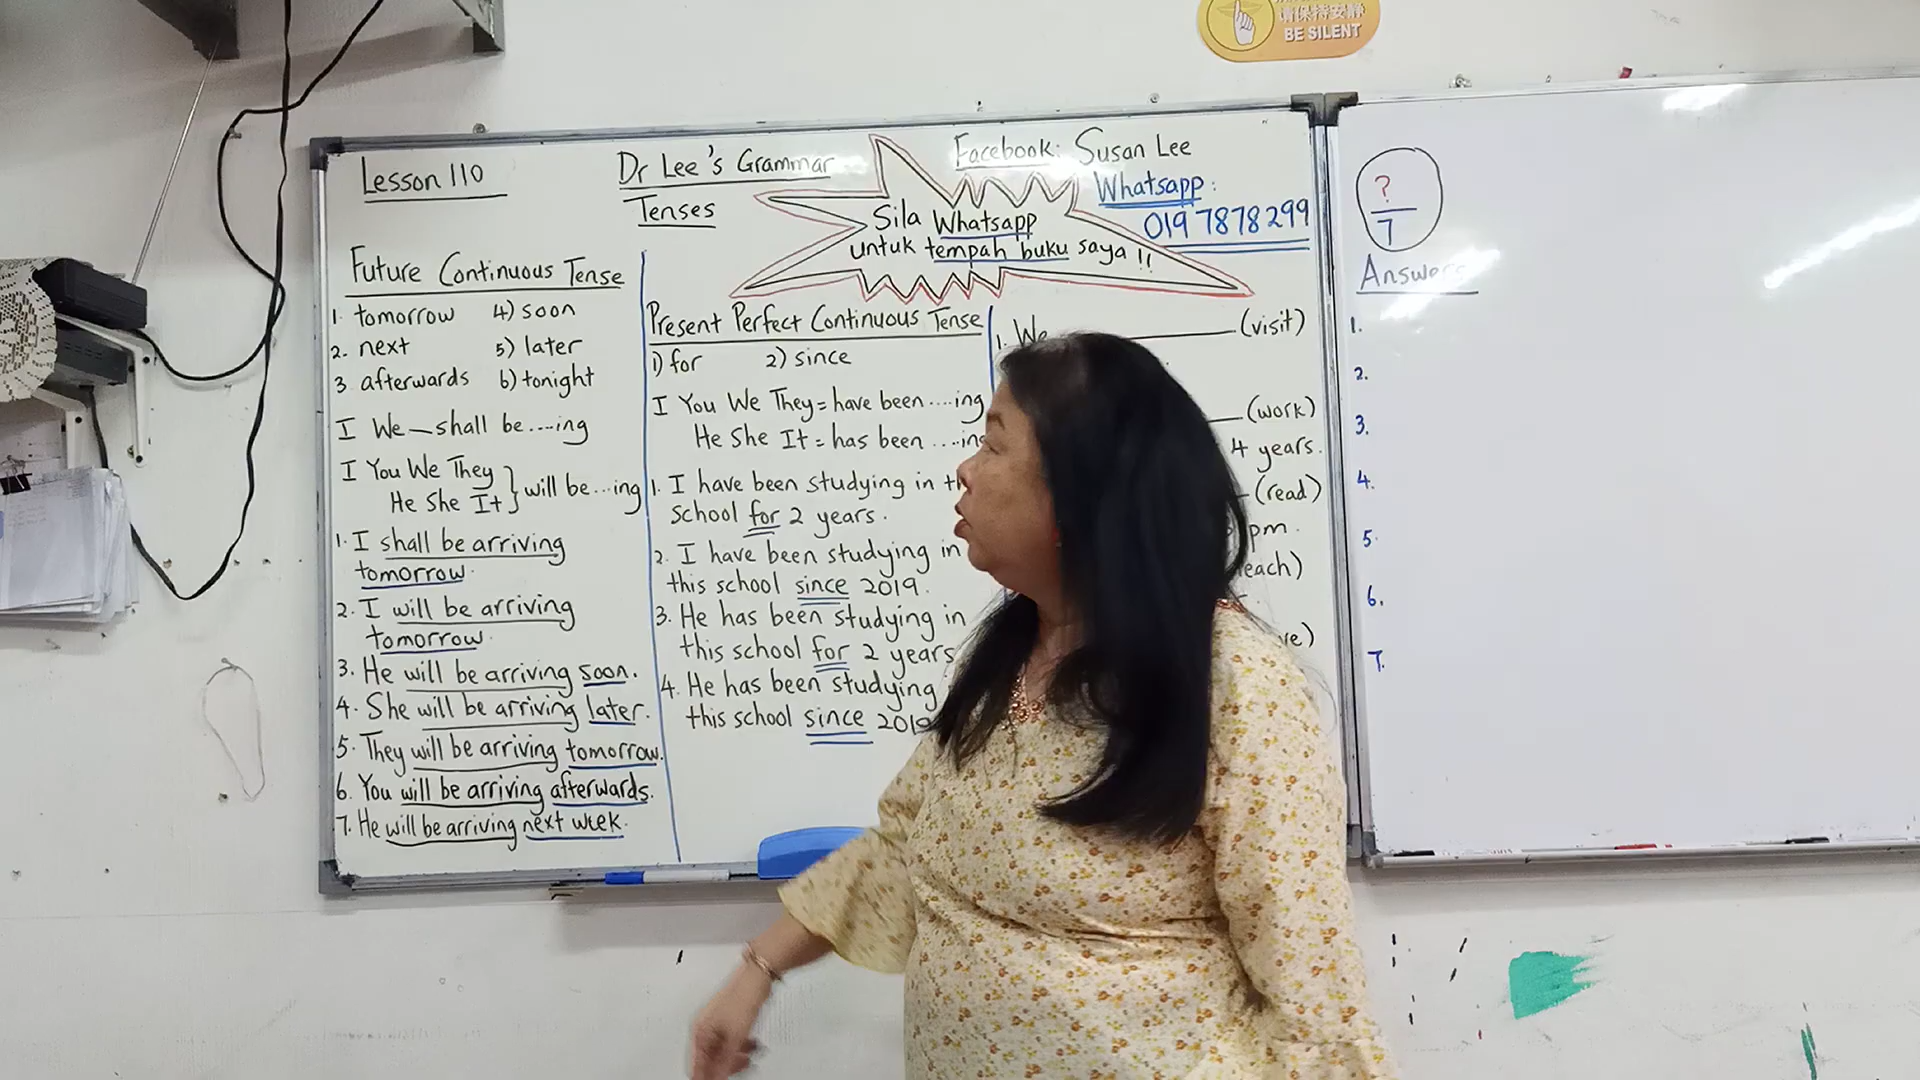 请保持安静
BE SILENT
Lesson 110
Dr Lee's Grammar
Tenses
Facebook: Susan Lee
Whatsapp:
019 7878299
Sila Whatsapp
untuk tempah buku saya !!
Future Continuous Tense
1. tomorrow 4) soon
2. next 5) later
3. afterwards 6) tonight
I We — shall be ....ing
I You We They
He She It } will be ...ing
1. I shall be arriving
tomorrow.
2. I will be arriving
tomorrow.
3. He will be arriving soon.
4. She will be arriving later.
5. They will be arriving tomorrow.
6. You will be arriving afterwards.
7. He will be arriving next week.
Present Perfect Continuous Tense
1) for 2) since
I You We They = have been ....ing
He She It = has been ....ing
1. I have been studying in
school for 2 years.
2. I have been studying in
this school since 2019.
3. He has been studying in
this school for 2 years
4. He has been studying
this school since 2019
1. We (visit)
(work)
4 years.
(read)
pm.
?
7
Answers
1.
2.
3.
4.
5.
6.
7.